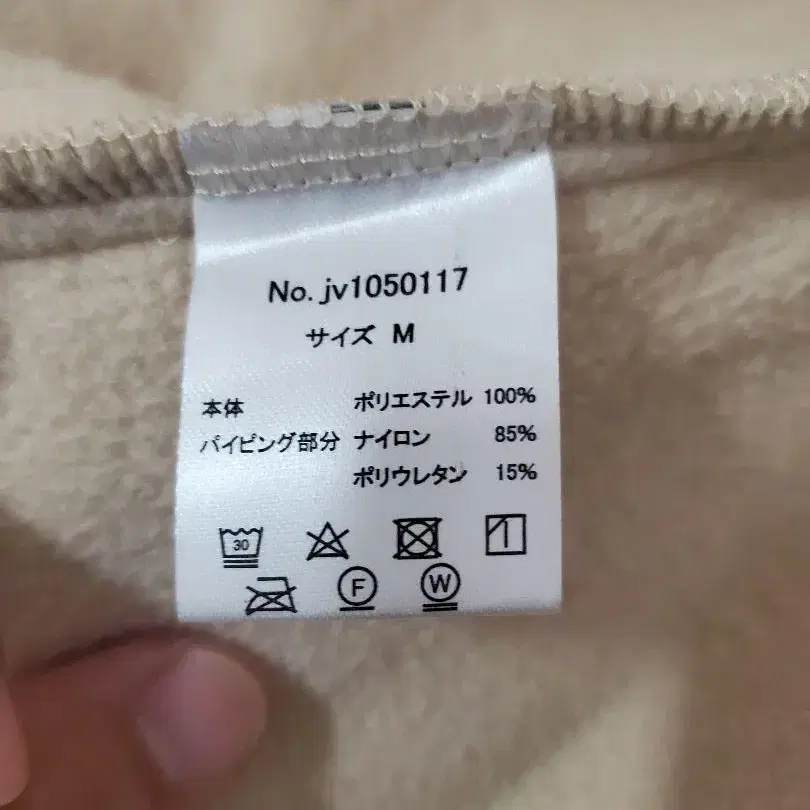 No. jv1050117
サイズ M
本体 ポリエステル 100%
パイピング部分 ナイロン 85%
ポリウレタン 15%
30
F W